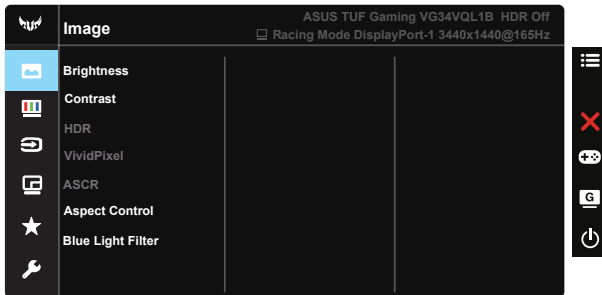 Image
ASUS TUF Gaming VG34VQL1B HDR Off
Racing Mode DisplayPort-1 3440x1440@165Hz
Brightness
Contrast
HDR
VividPixel
ASCR
Aspect Control
Blue Light Filter
G